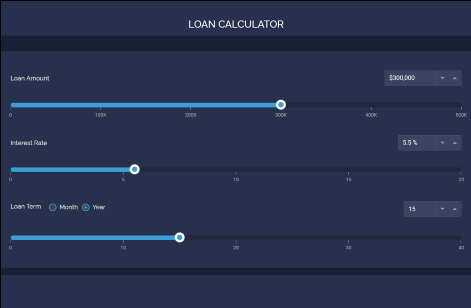 LOAN CALCULATOR
Loan Amount $300,000
0 100K 200K 300K 400K 500K
Interest Rate 5.5 %
0 5 10 15 20
Loan Term Month Year 15
0 10 20 30 40